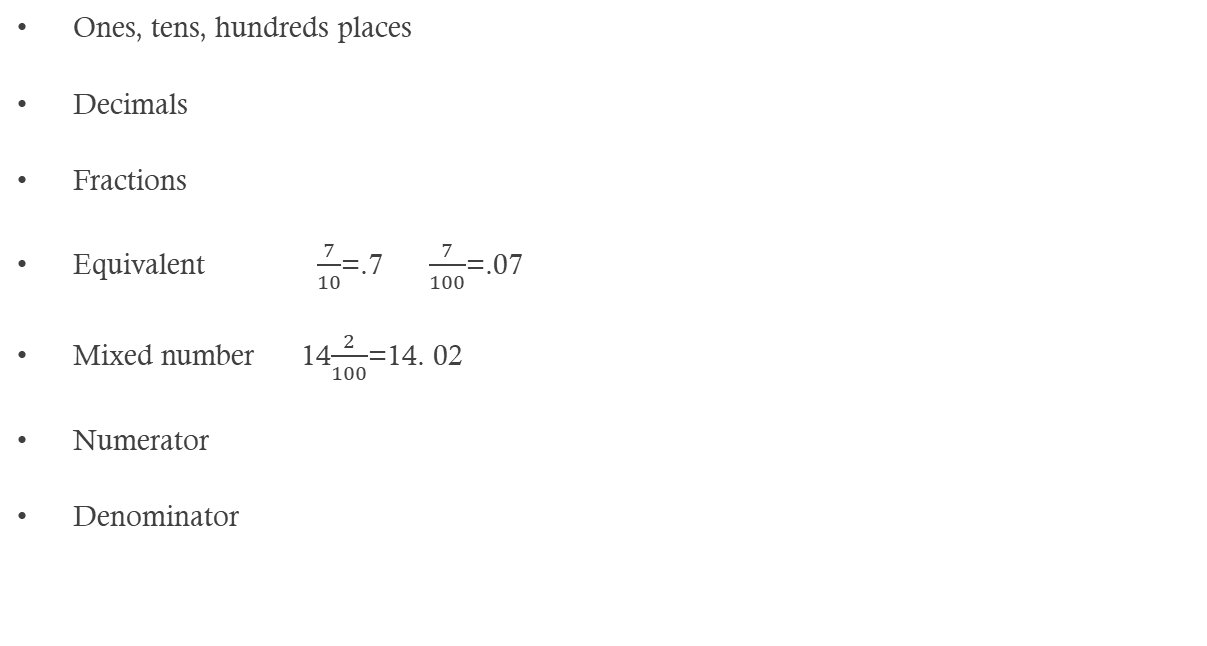 • Ones, tens, hundreds places
• Decimals
• Fractions
• Equivalent 7/10=.7 7/100=.07
• Mixed number 14 2/100=14. 02
• Numerator
• Denominator